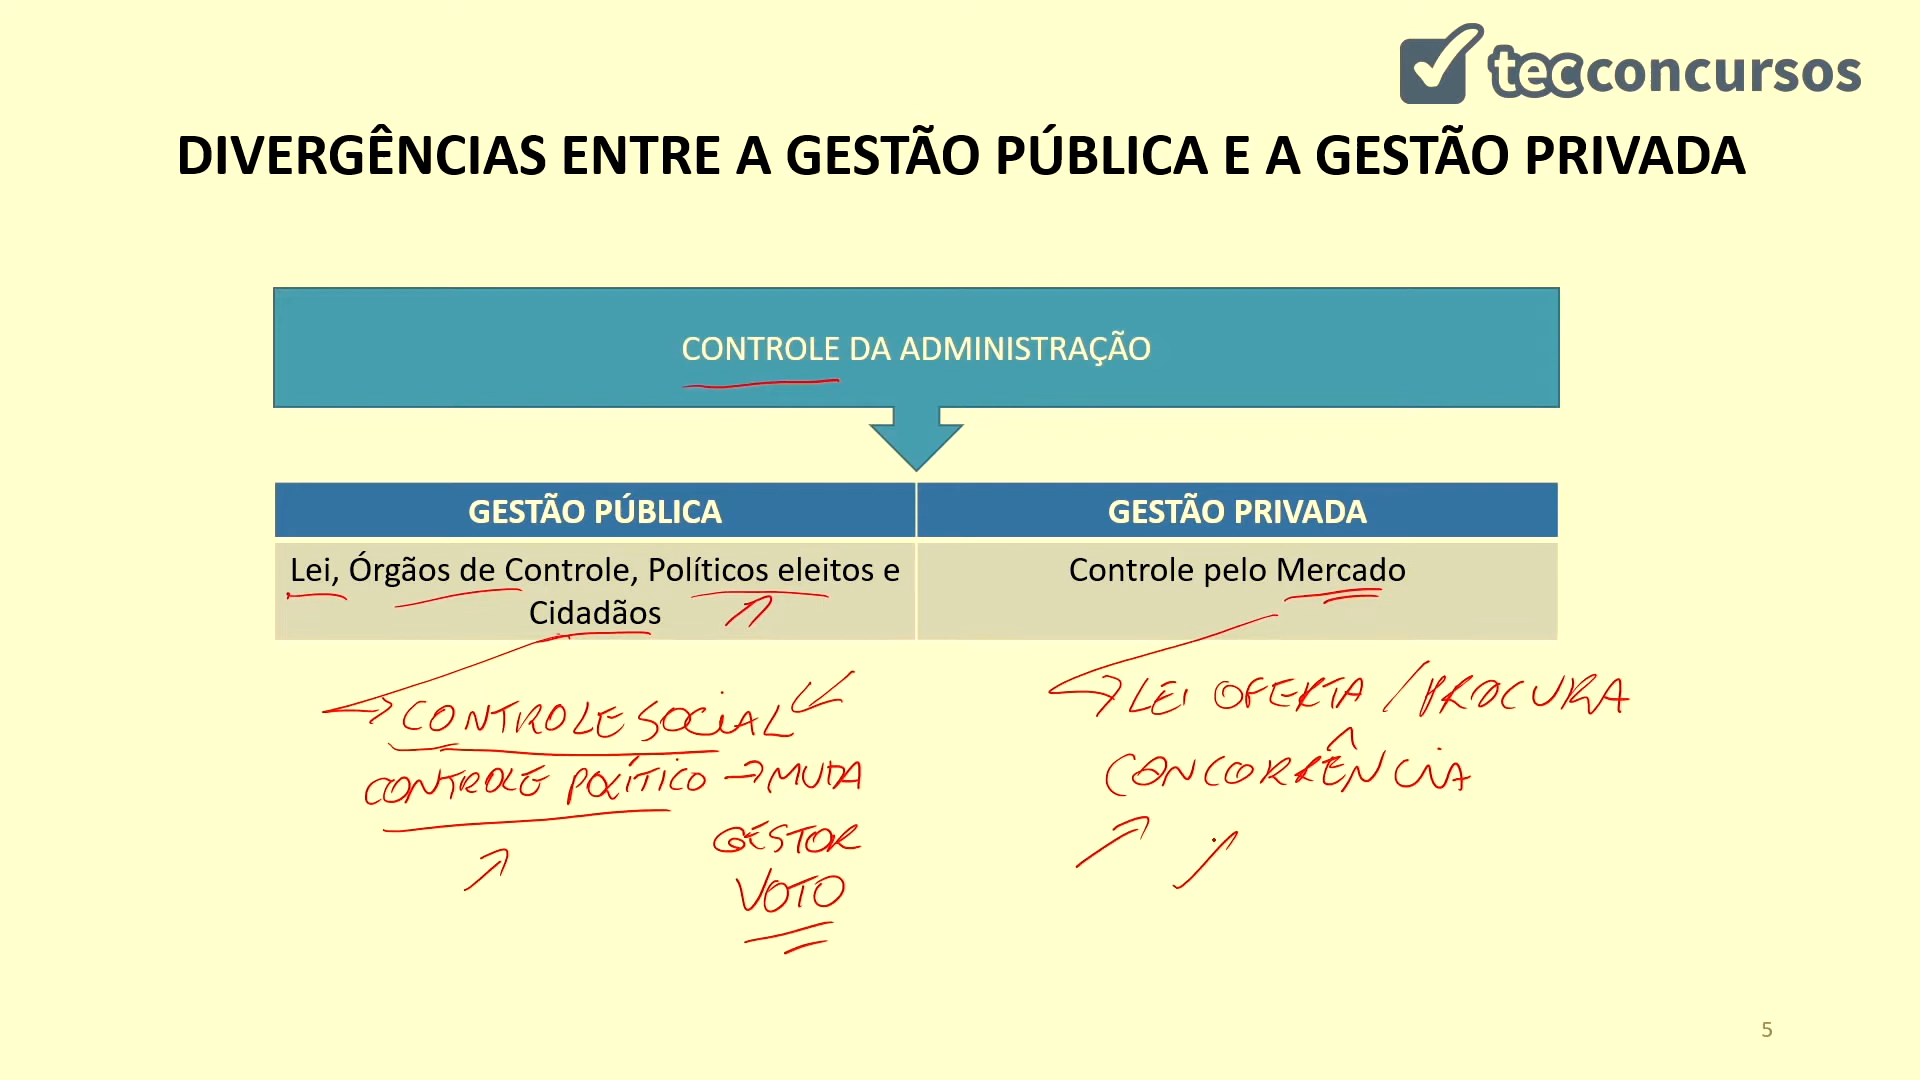 tecconcursos
DIVERGÊNCIAS ENTRE A GESTÃO PÚBLICA E A GESTÃO PRIVADA
CONTROLE DA ADMINISTRAÇÃO
GESTÃO PÚBLICA
Lei, Órgãos de Controle, Políticos eleitos e
Cidadãos
GESTÃO PRIVADA
Controle pelo Mercado
CONTROLE SOCIAL
CONTROLE POLÍTICO → MUDA
GESTOR
VOTO
LEI OFERTA / PROCURA
CONCORRÊNCIA
5